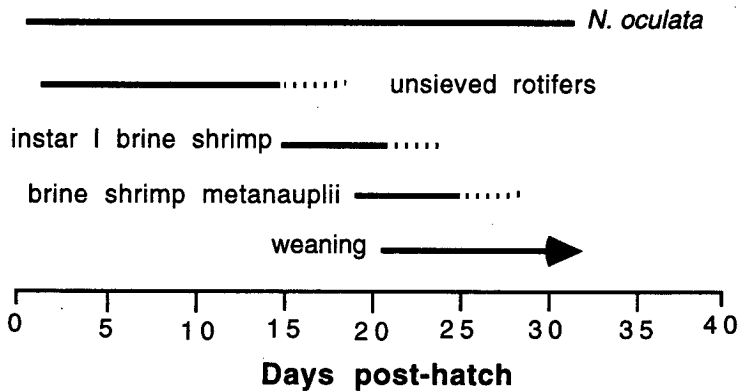 N. oculata
unsieved rotifers
instar I brine shrimp
brine shrimp metanauplii
weaning
0 5 10 15 20 25 30 35 40
Days post-hatch